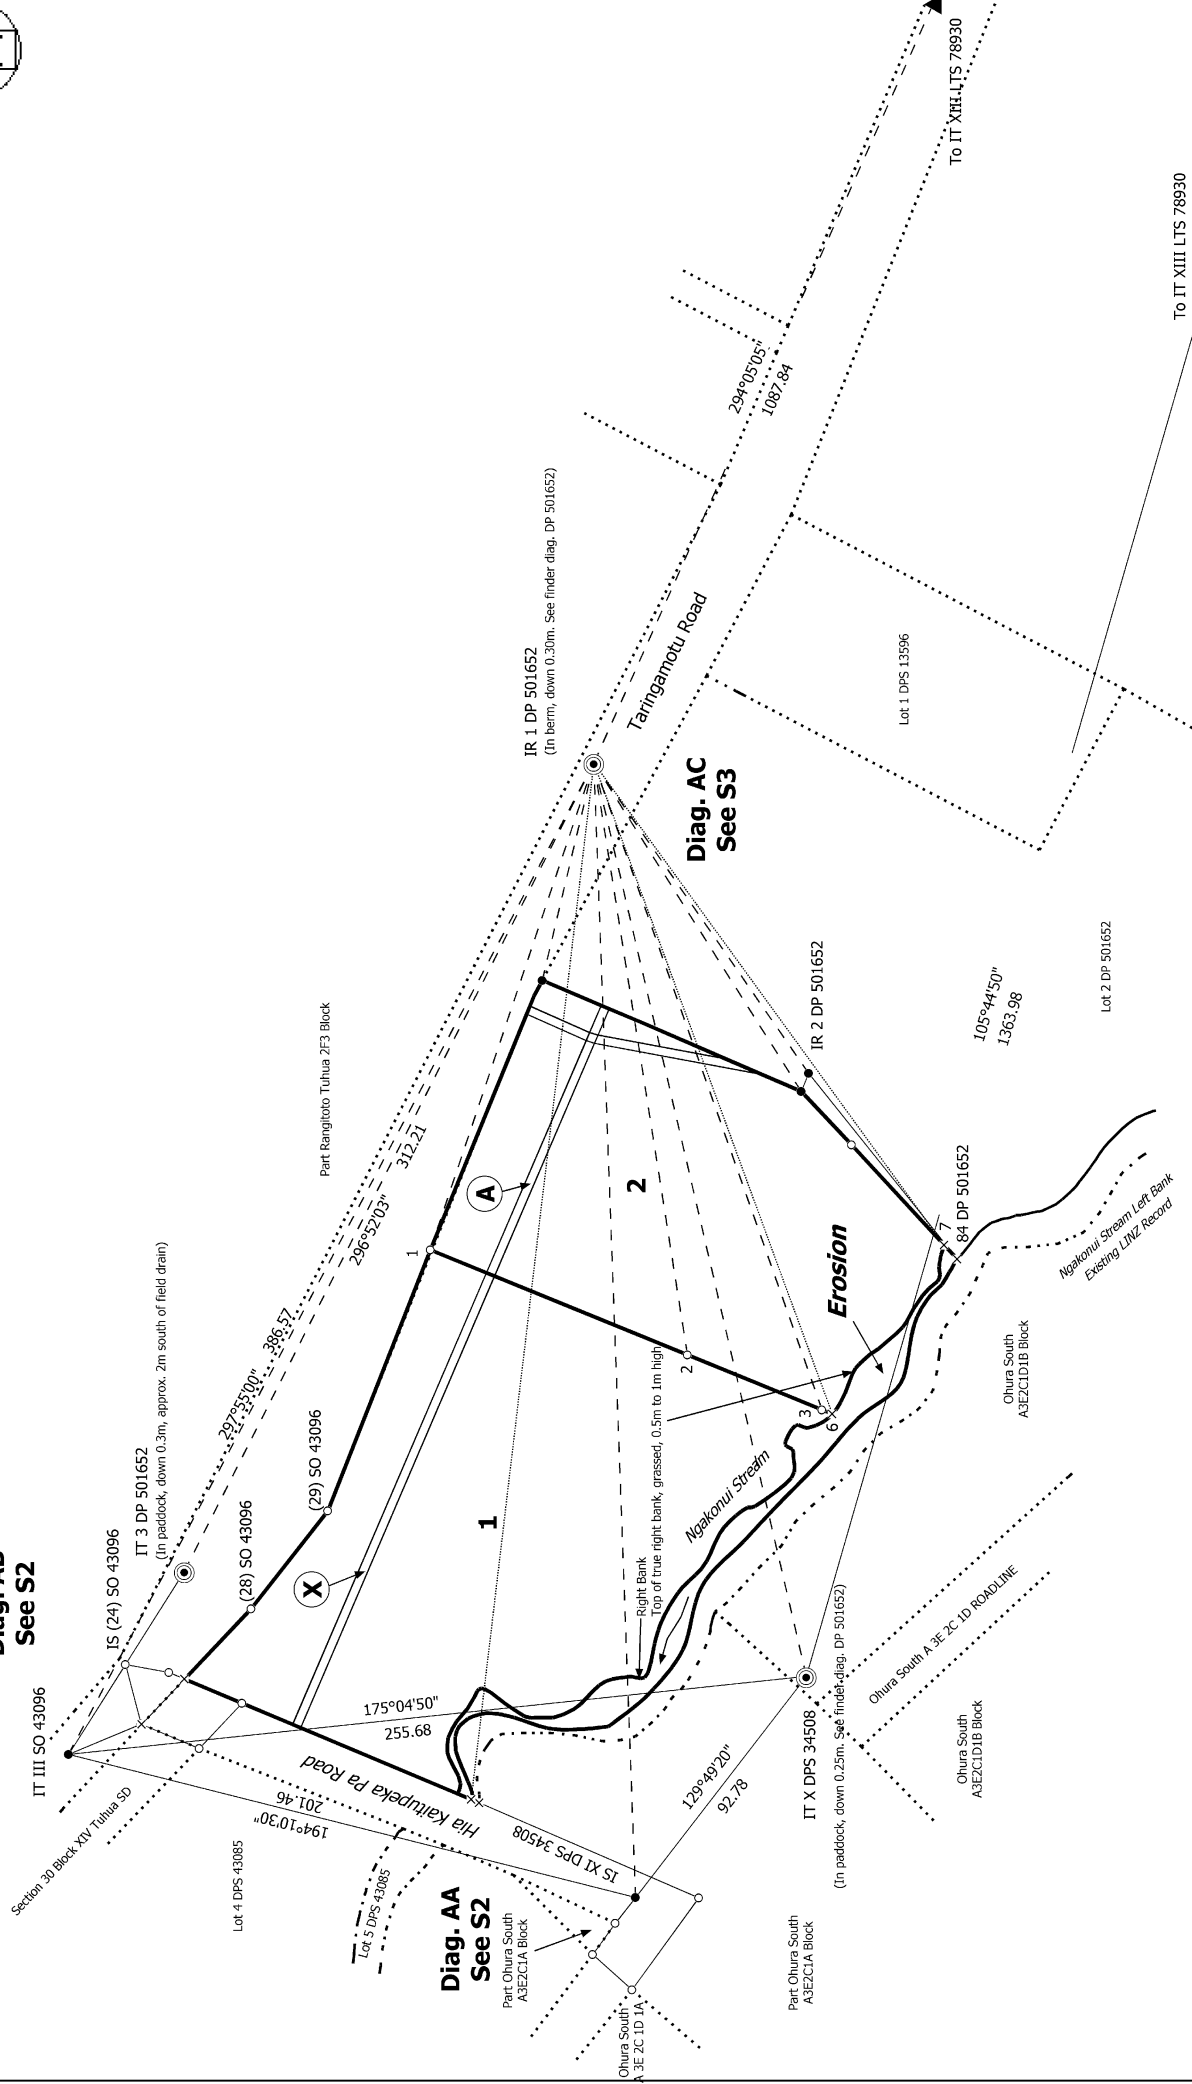 To IT XIII LTS 78930
To IT XIII LTS 78930
294°05'05"
1087.84
IR 1 DP 501652
(In berm, down 0.30m. See finder diag. DP 501652)
Taringamotu Road
Lot 1 DPS 13596
Diag. AC
See S3
Part Rangitoto Tuhua 2F3 Block
IR 2 DP 501652
105°44'50"
1363.98
Lot 2 DP 501652
312.21
296°52'03"
A
1
2
7
84 DP 501652
Ngakonui Stream Left Bank
Existing LINZ Record
Erosion
386.57
297°55'00"
IT 3 DP 501652
(In paddock, down 0.3m, approx. 2m south of field drain)
(29) SO 43096
(28) SO 43096
IS (24) SO 43096
See S2
X
1
2
3
6
Right Bank
Top of true right bank, grassed, 0.5m to 1m high
Ngakonui Stream
Ohura South
A3E2C1D1B Block
Ohura South A 3E 2C 1D ROADLINE
IT III SO 43096
175°04'50"
255.68
Hia Kaitupeka Pa Road
201.46
194°10'30"
Section 30 Block XIV Tuhua SD
Lot 4 DPS 43085
Lot 5 DPS 43085
IS XI DPS 34508
129°49'20"
92.78
IT X DPS 34508
(In paddock, down 0.25m. See finder diag. DP 501652)
Ohura South
A3E2C1D1B Block
Diag. AA
See S2
Part Ohura South
A3E2C1A Block
Part Ohura South
A3E2C1A Block
Ohura South
A 3E 2C 1D 1A